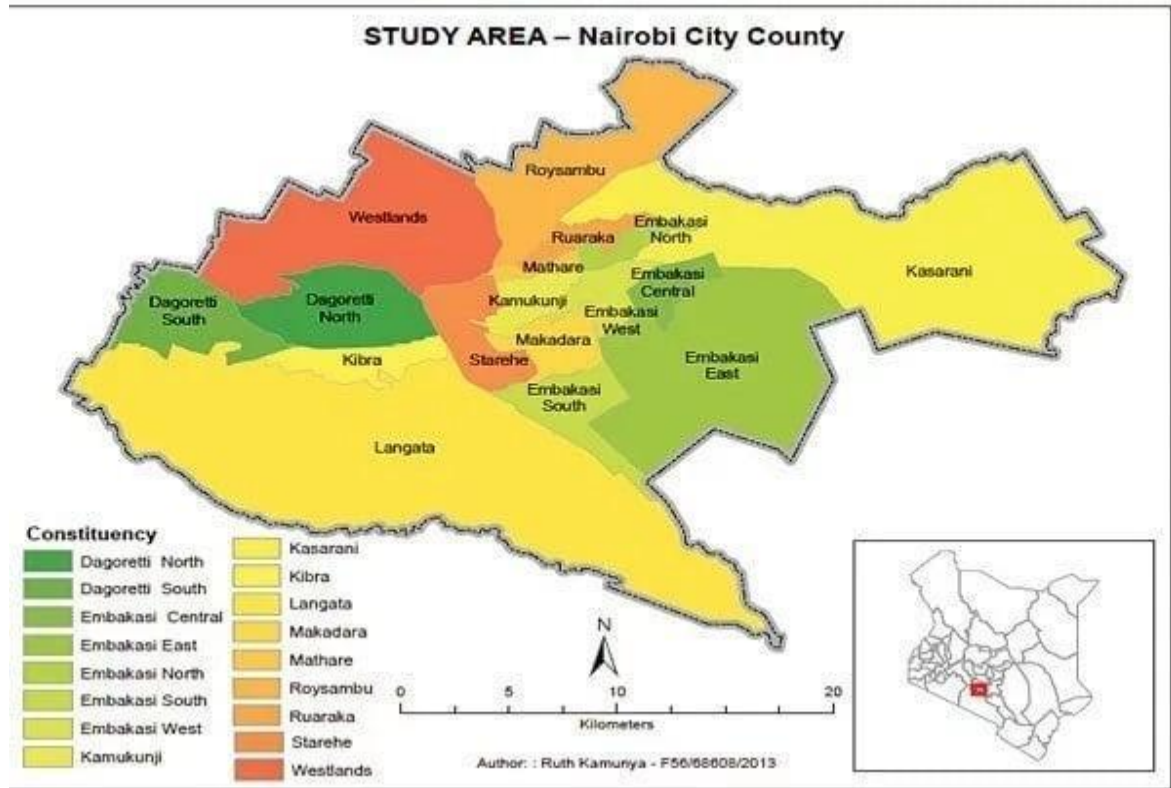 STUDY AREA – Nairobi City County
Roysambu
Westlands
Ruaraka
Embakasi
North
Mathare
Kasarani
Embakasi
Central
Dagoretti
South
Dagoretti
North
Kamukunji
Embakasi
West
Makadara
Kibra
Starehe
Embakasi
East
Embakasi
South
Langata
Constituency
Dagoretti North
Dagoretti South
Embakasi Central
Embakasi East
Embakasi North
Embakasi South
Embakasi West
Kamukunji
Kasarani
Kibra
Langata
Makadara
Mathare
Roysambu
Ruaraka
Starehe
Westlands
N
0 5 10 20
Kilometers
Author: : Ruth Kamunya - F56/68608/2013